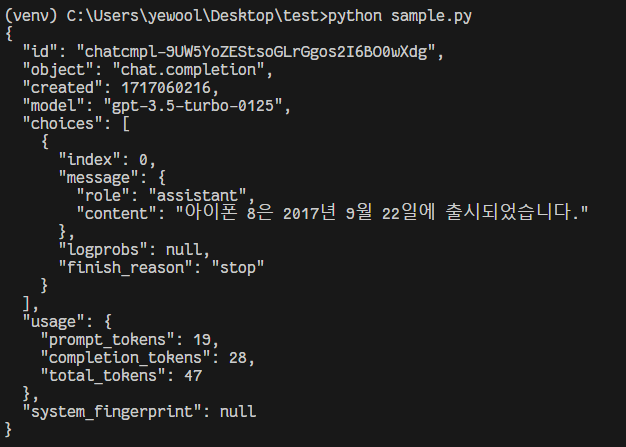 (venv) C:\Users\yewool\Desktop\test>python sample.py
{
  "id": "chatcmpl-9UW5YoZEStsoGLrGgos2I6BO0wXdg",
  "object": "chat.completion",
  "created": 1717060216,
  "model": "gpt-3.5-turbo-0125",
  "choices": [
    {
      "index": 0,
      "message": {
        "role": "assistant",
        "content": "아이폰 8은 2017년 9월 22일에 출시되었습니다."
      },
      "logprobs": null,
      "finish_reason": "stop"
    }
  ],
  "usage": {
    "prompt_tokens": 19,
    "completion_tokens": 28,
    "total_tokens": 47
  },
  "system_fingerprint": null
}